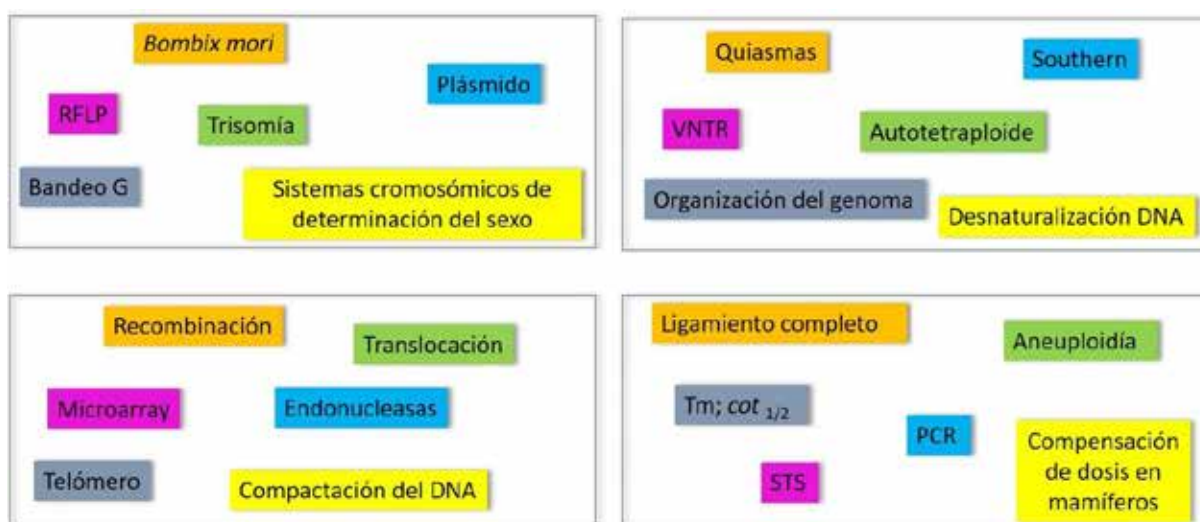 Bombix mori
Plásmido
RFLP
Trisomía
Bandeo G
Sistemas cromosómicos de
determinación del sexo
Quiasmas
Southern
VNTR
Autotetraploide
Organización del genoma
Desnaturalización DNA
Recombinación
Translocación
Microarray
Endonucleasas
Telómero
Compactación del DNA
Ligamiento completo
Aneuploidía
Tm; cot 1/2
PCR
STS
Compensación
de dosis en
mamíferos